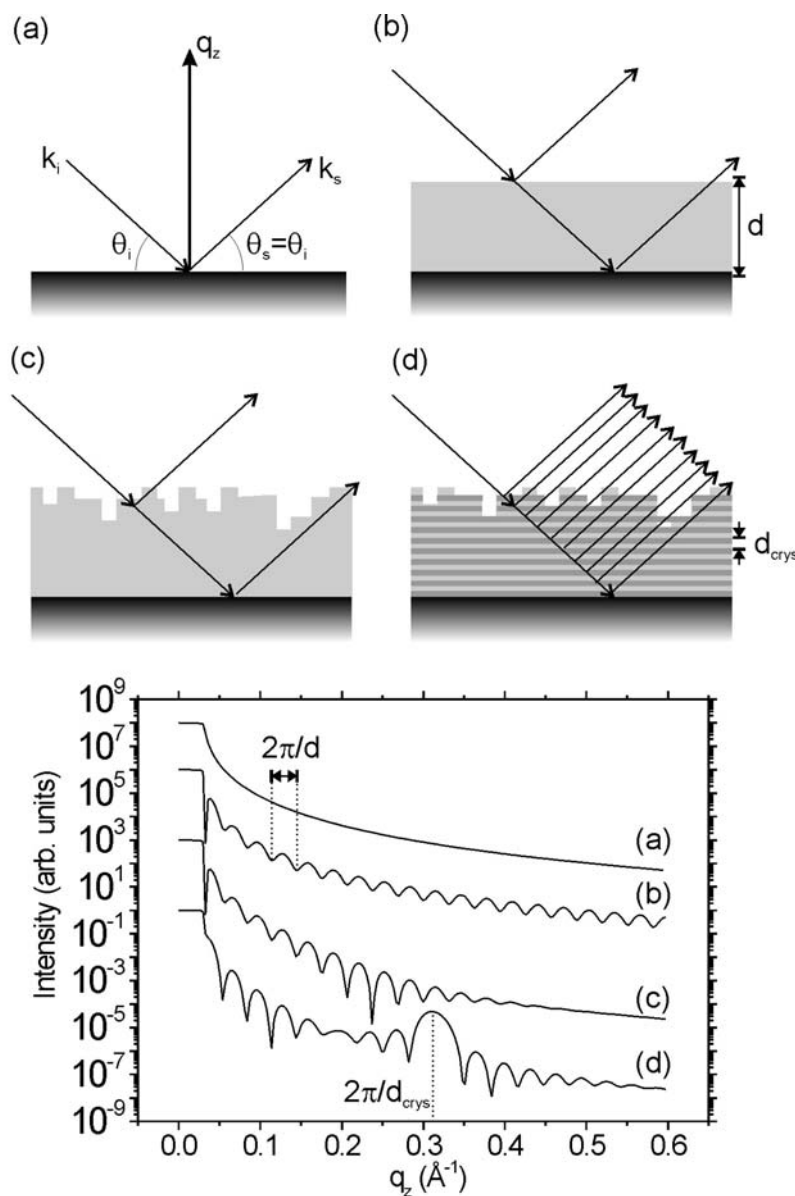 (a)
q_z
k_i
k_s
θ_i
θ_s=θ_i
(b)
d
(c)
(d)
d_crys
10^9
10^7
10^5
10^3
10^1
10^-1
10^-3
10^-5
10^-7
10^-9
Intensity (arb. units)
2π/d
(a)
(b)
(c)
(d)
2π/d_crys
0.0 0.1 0.2 0.3 0.4 0.5 0.6
q_z (Å^-1)